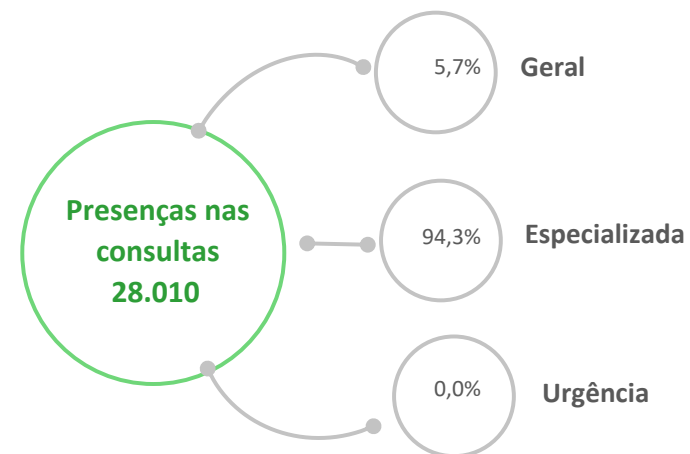 Presenças nas
consultas
28.010
5,7% Geral
94,3% Especializada
0,0% Urgência